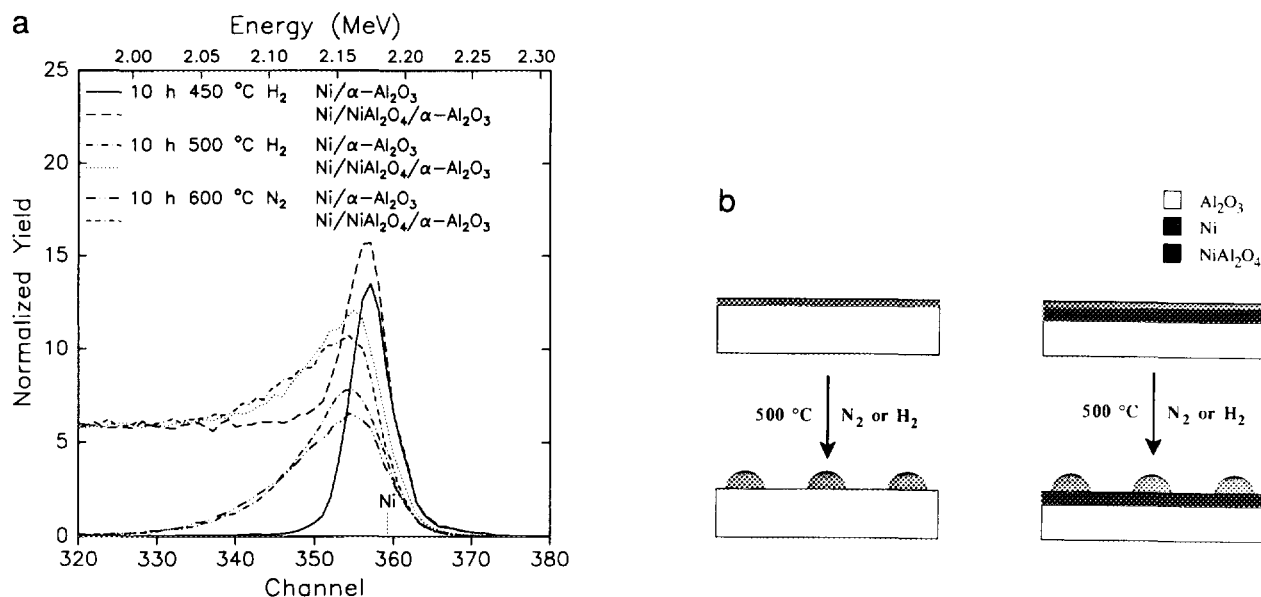 a
Energy (MeV)
2.00 2.05 2.10 2.15 2.20 2.25 2.30
25
20
15
10
5
0
Normalized Yield
10 h 450 °C H₂ Ni/α-Al₂O₃
Ni/NiAl₂O₄/α-Al₂O₃
10 h 500 °C H₂ Ni/α-Al₂O₃
Ni/NiAl₂O₄/α-Al₂O₃
10 h 600 °C N₂ Ni/α-Al₂O₃
Ni/NiAl₂O₄/α-Al₂O₃
Ni
320 330 340 350 360 370 380
Channel
b
Al₂O₃
Ni
NiAl₂O₄
500 °C N₂ or H₂
500 °C N₂ or H₂